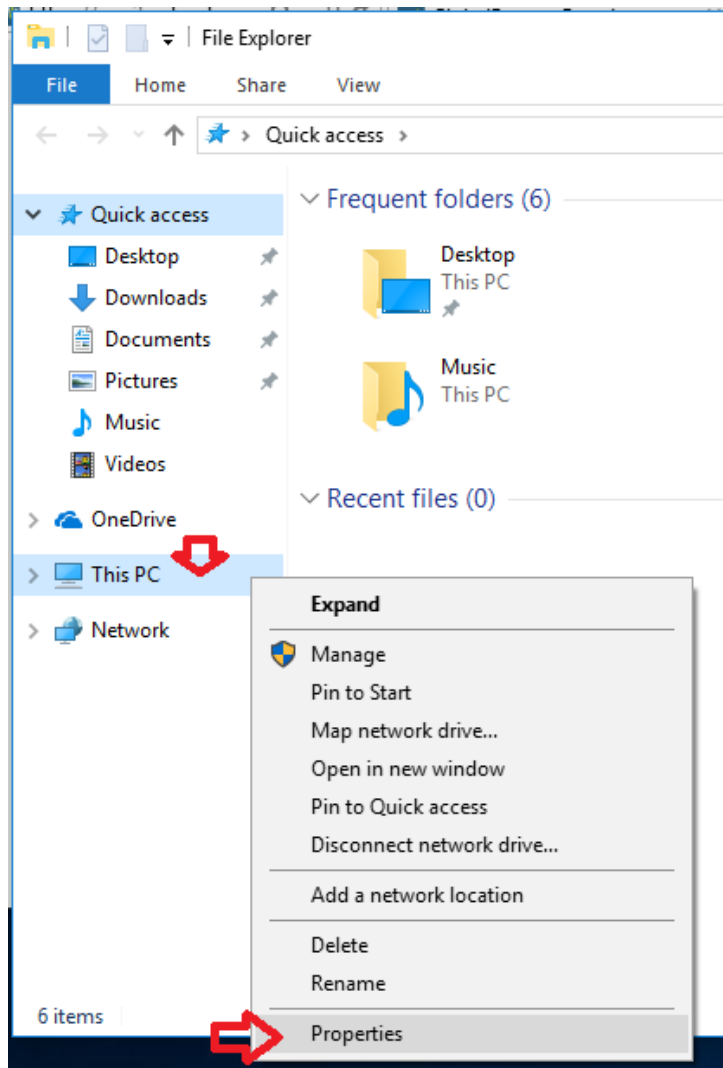 File Explorer
File Home Share View
Quick access
Quick access
Desktop
Downloads
Documents
Pictures
Music
Videos
OneDrive
This PC
Network
Frequent folders (6)
Desktop
This PC
Music
This PC
Recent files (0)
Expand
Manage
Pin to Start
Map network drive...
Open in new window
Pin to Quick access
Disconnect network drive...
Add a network location
Delete
Rename
Properties
6 items